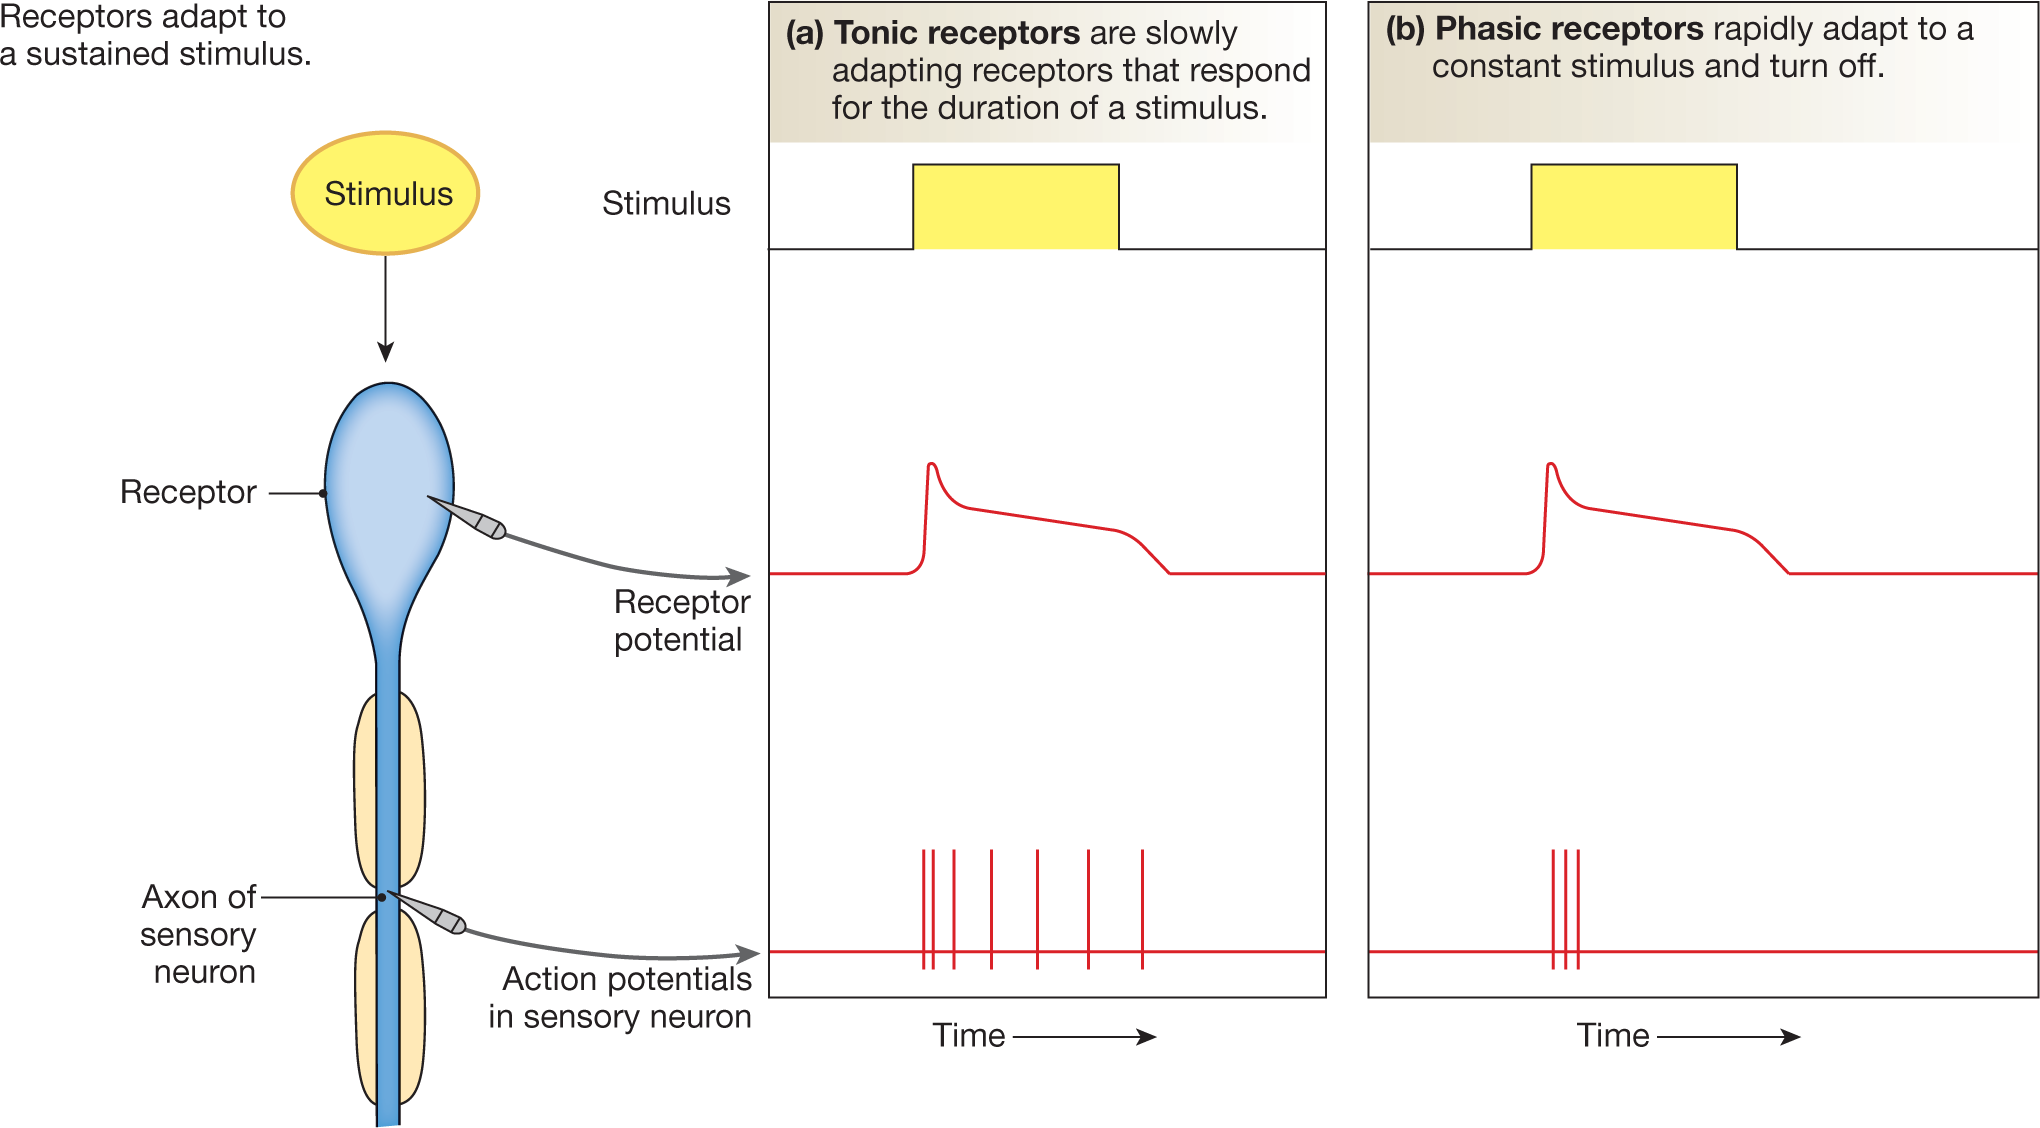 Receptors adapt to
a sustained stimulus.
(a) Tonic receptors are slowly
adapting receptors that respond
for the duration of a stimulus.
(b) Phasic receptors rapidly adapt to a
constant stimulus and turn off.
Stimulus
Stimulus
Receptor
Receptor
potential
Axon of
sensory
neuron
Action potentials
in sensory neuron
Time
Time